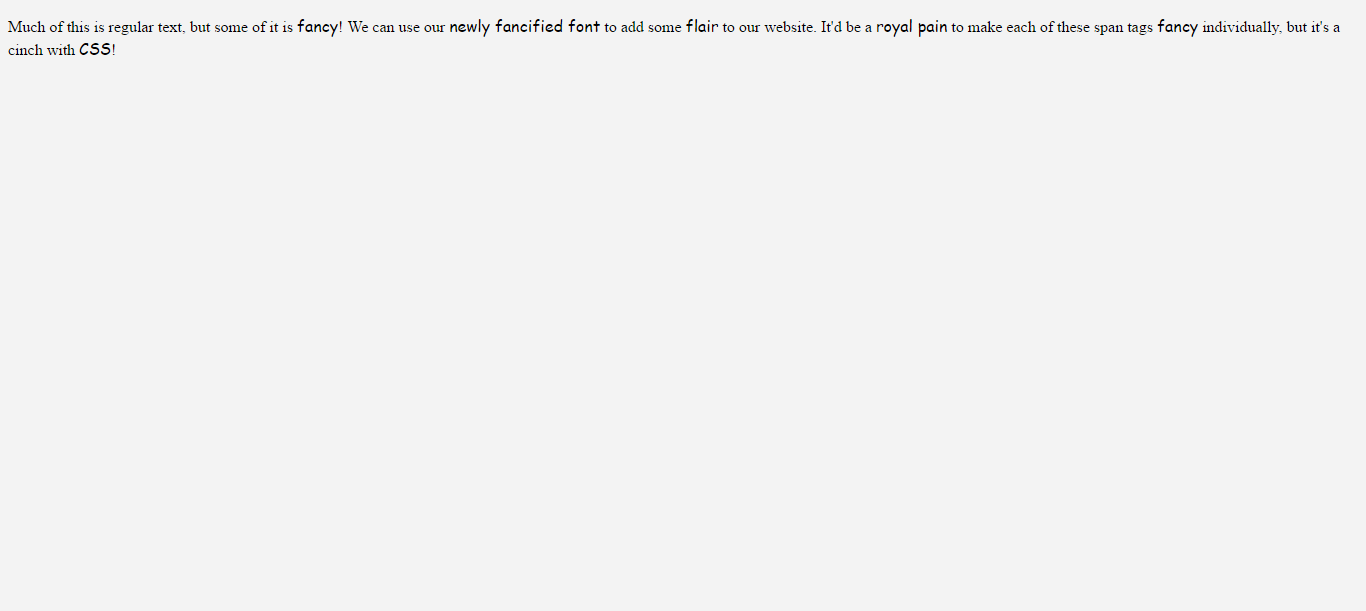 Much of this is regular text, but some of it is fancy! We can use our newly fancified font to add some flair to our website. It'd be a royal pain to make each of these span tags fancy individually, but it's a
cinch with CSS!